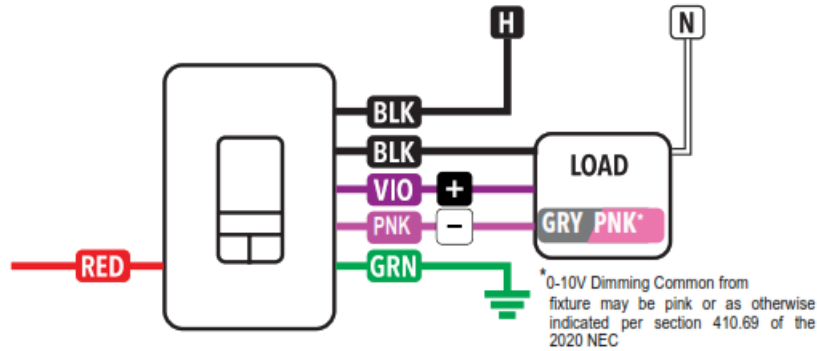 H
N
BLK
BLK
LOAD
VIO +
PNK −
GRY PNK*
RED
GRN
*0-10V Dimming Common from
fixture may be pink or as otherwise
indicated per section 410.69 of the
2020 NEC